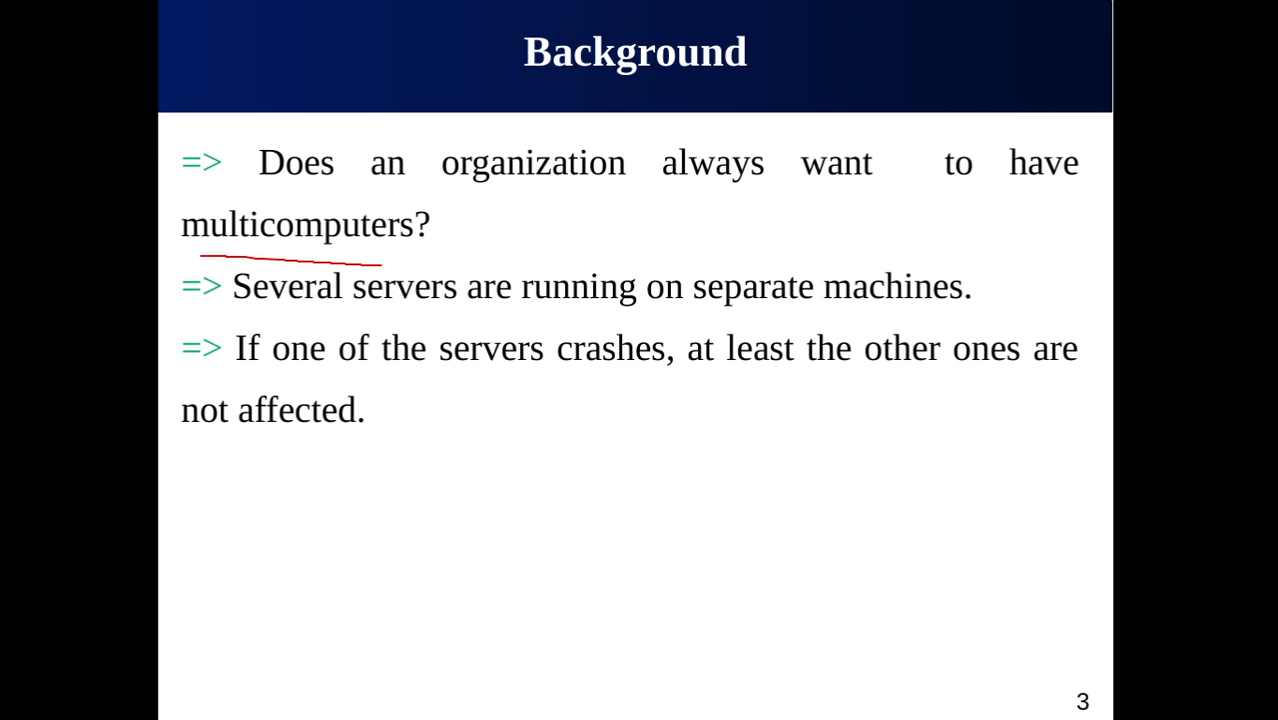 Background
=> Does an organization always want to have
multicomputers?
=> Several servers are running on separate machines.
=> If one of the servers crashes, at least the other ones are
not affected.
3